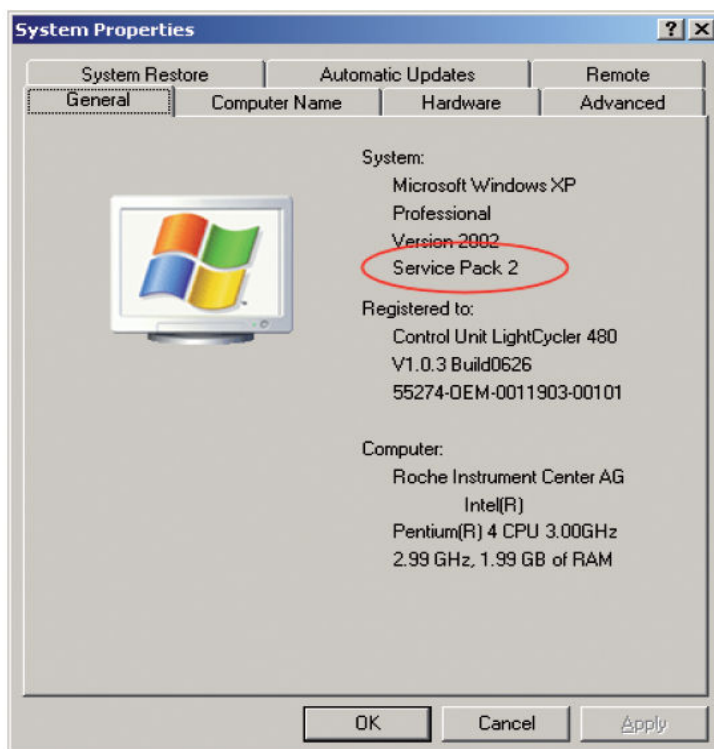 System Properties
? X
System Restore Automatic Updates Remote
General Computer Name Hardware Advanced
System:
Microsoft Windows XP
Professional
Version 2002
Service Pack 2
Registered to:
Control Unit LightCycler 480
V1.0.3 Build0626
55274-OEM-0011903-00101
Computer:
Roche Instrument Center AG
Intel(R)
Pentium(R) 4 CPU 3.00GHz
2.99 GHz, 1.99 GB of RAM
OK Cancel Apply